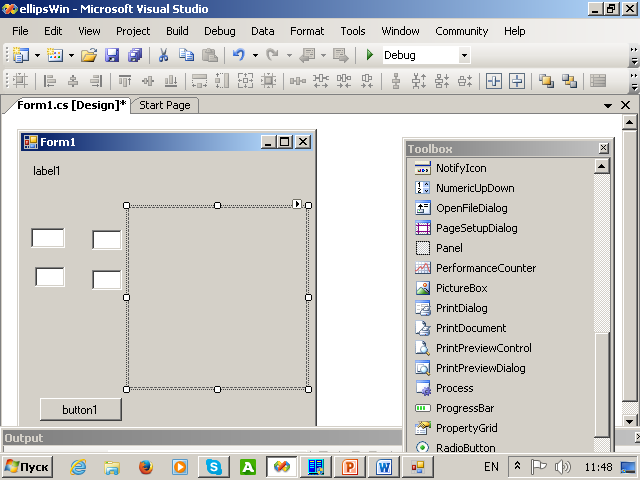 ellipsWin - Microsoft Visual Studio
File Edit View Project Build Debug Data Format Tools Window Community Help
Debug
Form1.cs [Design]* Start Page
Form1
label1
button1
Toolbox
NotifyIcon
NumericUpDown
OpenFileDialog
PageSetupDialog
Panel
PerformanceCounter
PictureBox
PrintDialog
PrintDocument
PrintPreviewControl
PrintPreviewDialog
Process
ProgressBar
PropertyGrid
RadioButton
Output
Пуск EN 11:48